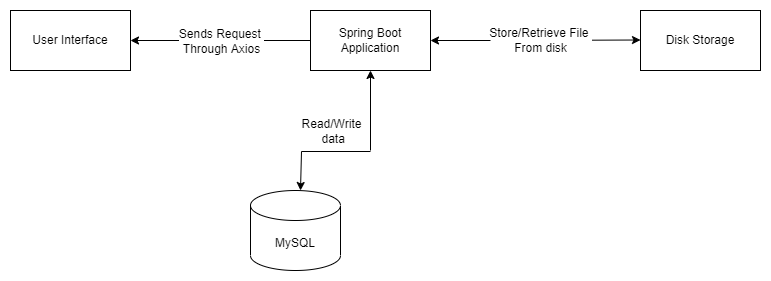 User Interface
Sends Request
Through Axios
Spring Boot
Application
Store/Retrieve File
From disk
Disk Storage
Read/Write
data
MySQL